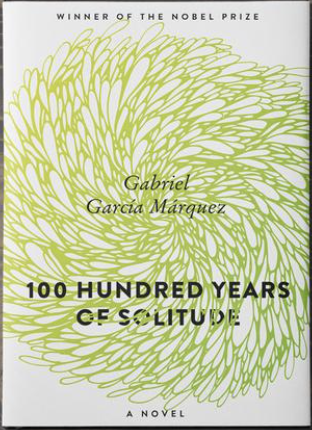 WINNER OF THE NOBEL PRIZE
Gabriel
García Márquez
100 HUNDRED YEARS
OF SOLITUDE
A NOVEL